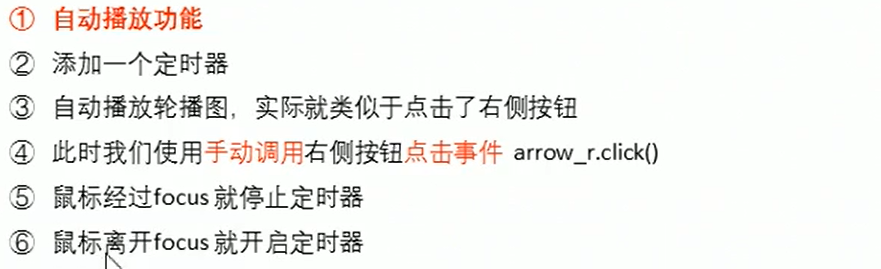 ① 自动播放功能
② 添加一个定时器
③ 自动播放轮播图，实际就类似于点击了右侧按钮
④ 此时我们使用手动调用右侧按钮点击事件 arrow_r.click()
⑤ 鼠标经过focus 就停止定时器
⑥ 鼠标离开focus 就开启定时器